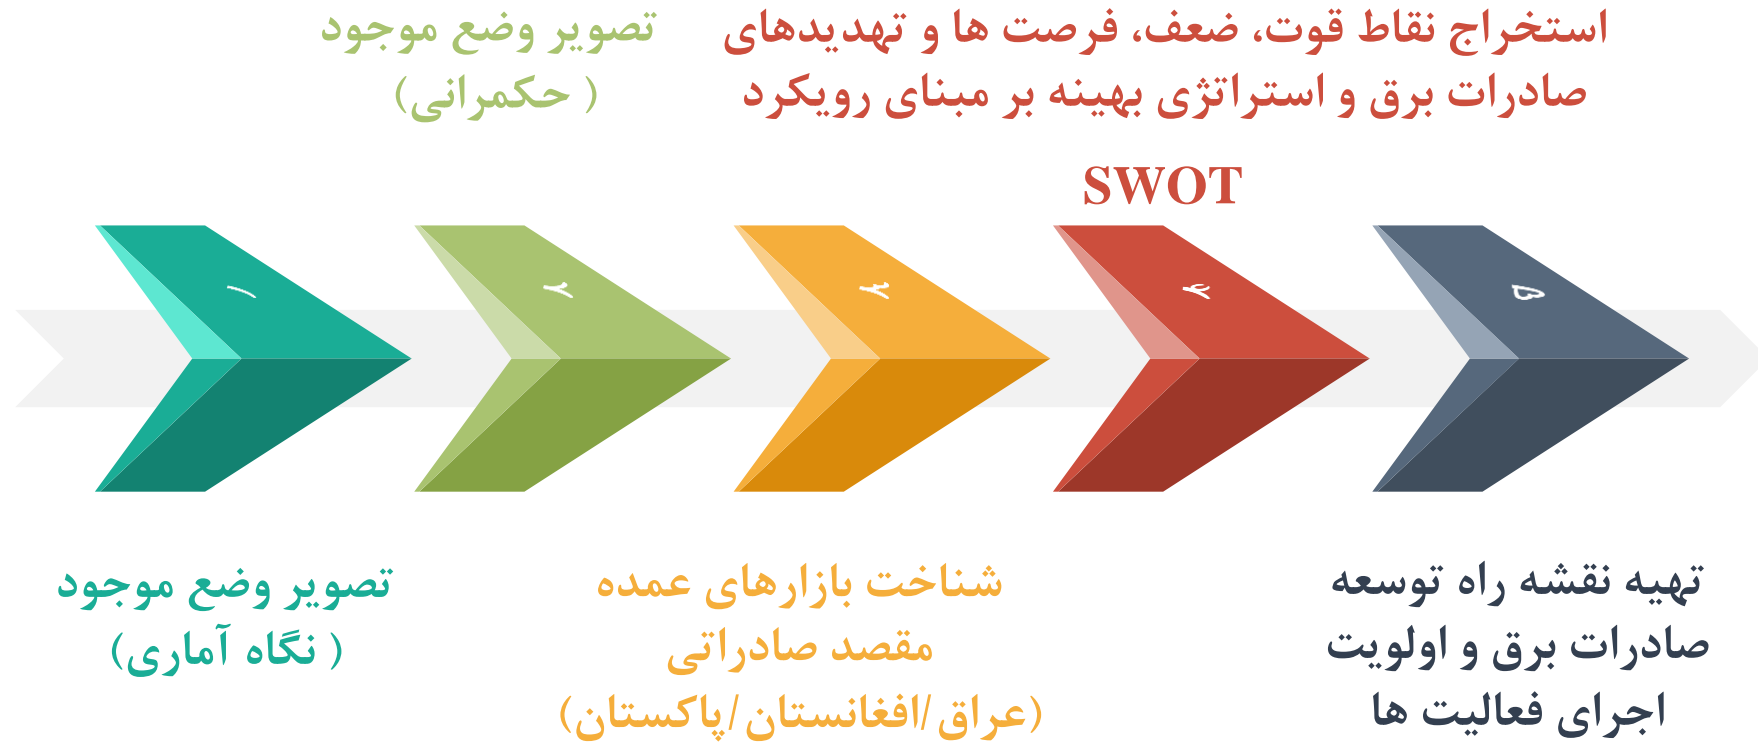 تصویر وضع موجود
( حکمرانی)
استخراج نقاط قوت، ضعف، فرصت ها و تهدیدهای
صادرات برق و استراتژی بهینه بر مبنای رویکرد
SWOT
۱
۲
۳
۴
۵
تصویر وضع موجود
( نگاه آماری)
شناخت بازارهای عمده
مقصد صادراتی
(عراق/افغانستان/پاکستان)
تهیه نقشه راه توسعه
صادرات برق و اولویت
اجرای فعالیت ها